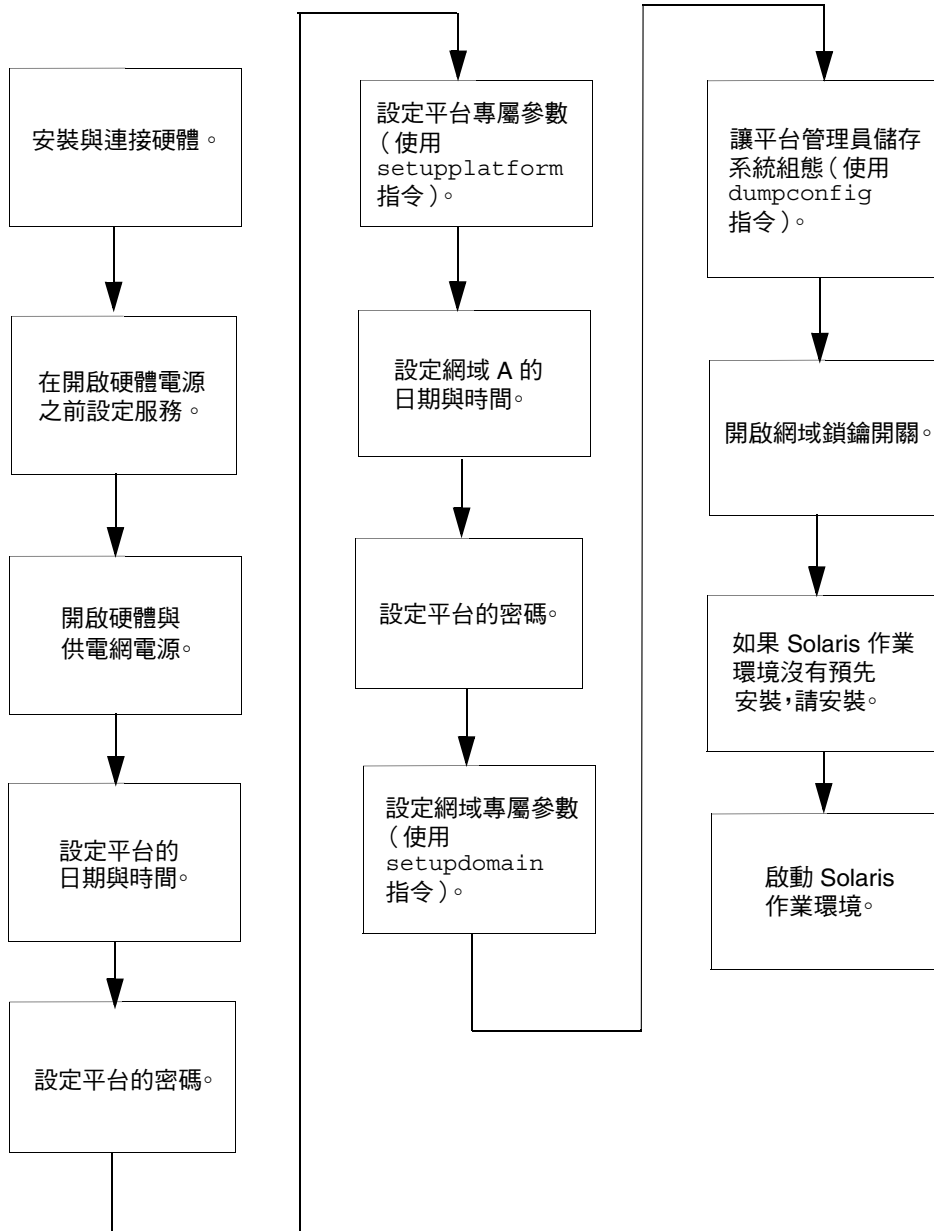 安裝與連接硬體。
在開啟硬體電源
之前設定服務。
開啟硬體與
供電網電源。
設定平台的
日期與時間。
設定平台的密碼。
設定平台專屬參數
（使用
setupplatform
指令）。
設定網域 A 的
日期與時間。
設定平台的密碼。
設定網域專屬參數
（使用
setupdomain
指令）。
讓平台管理員儲存
系統組態（使用
dumpconfig
指令）。
開啟網域鎖鑰開關。
如果 Solaris 作業
環境沒有預先
安裝，請安裝。
啟動 Solaris
作業環境。